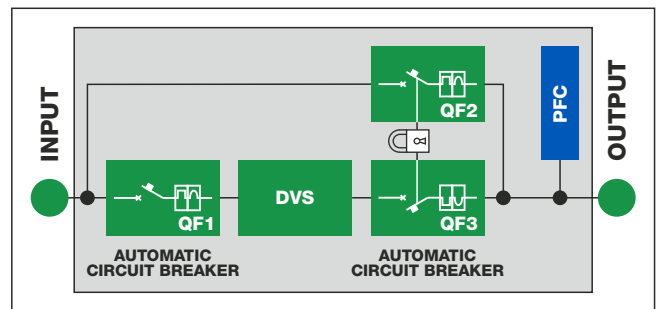 QF2
PFC
INPUT
OUTPUT
QF1
DVS
QF3
AUTOMATIC
CIRCUIT BREAKER
AUTOMATIC
CIRCUIT BREAKER